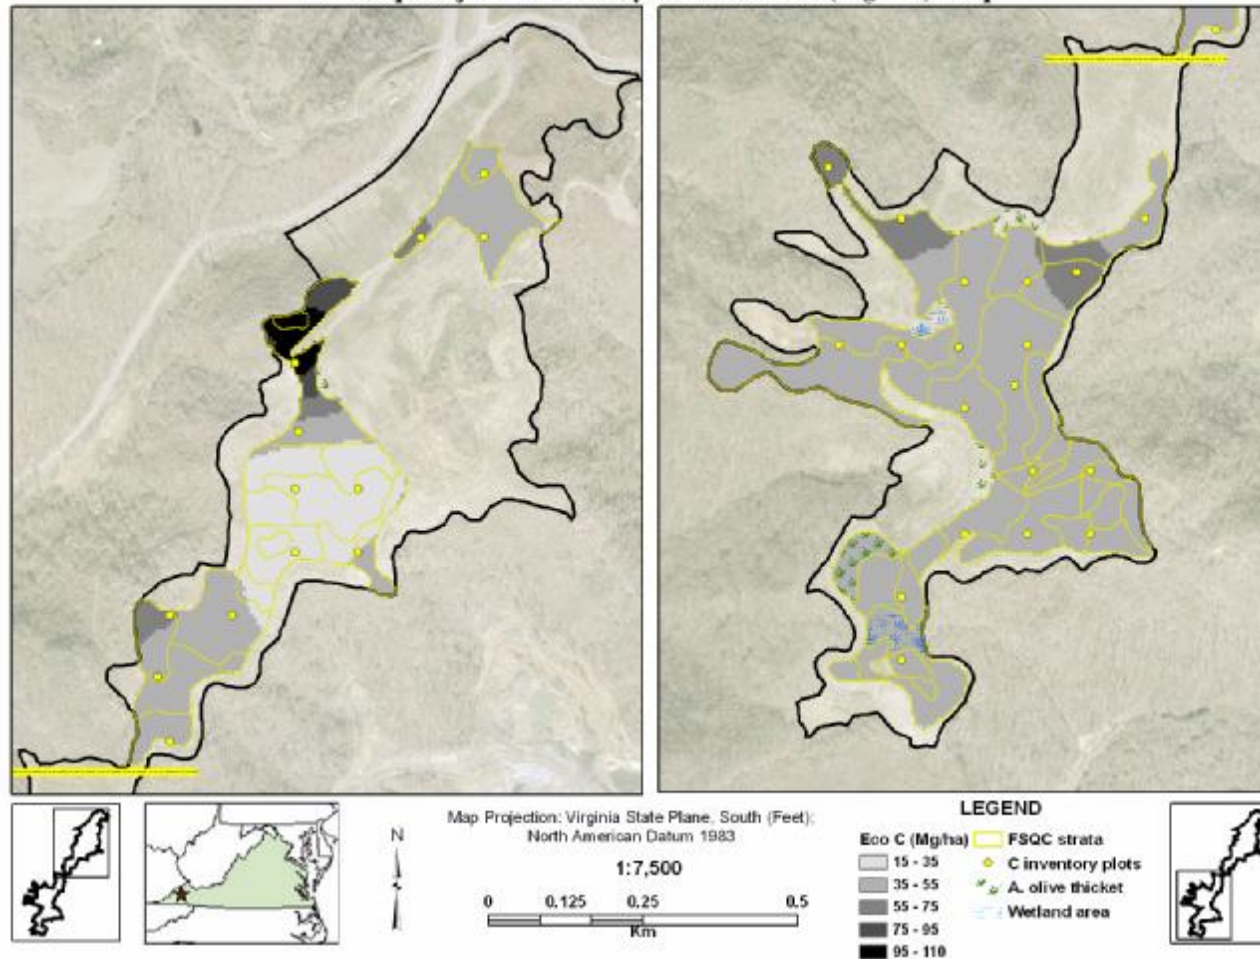 Map Projection: Virginia State Plane, South (Feet);
North American Datum 1983
1:7,500
N
0 0.125 0.25 0.5
Km
LEGEND
Eco C (Mg/ha)
15 - 35
35 - 55
55 - 75
75 - 95
95 - 110
FSQC strata
C inventory plots
A. olive thicket
Wetland area